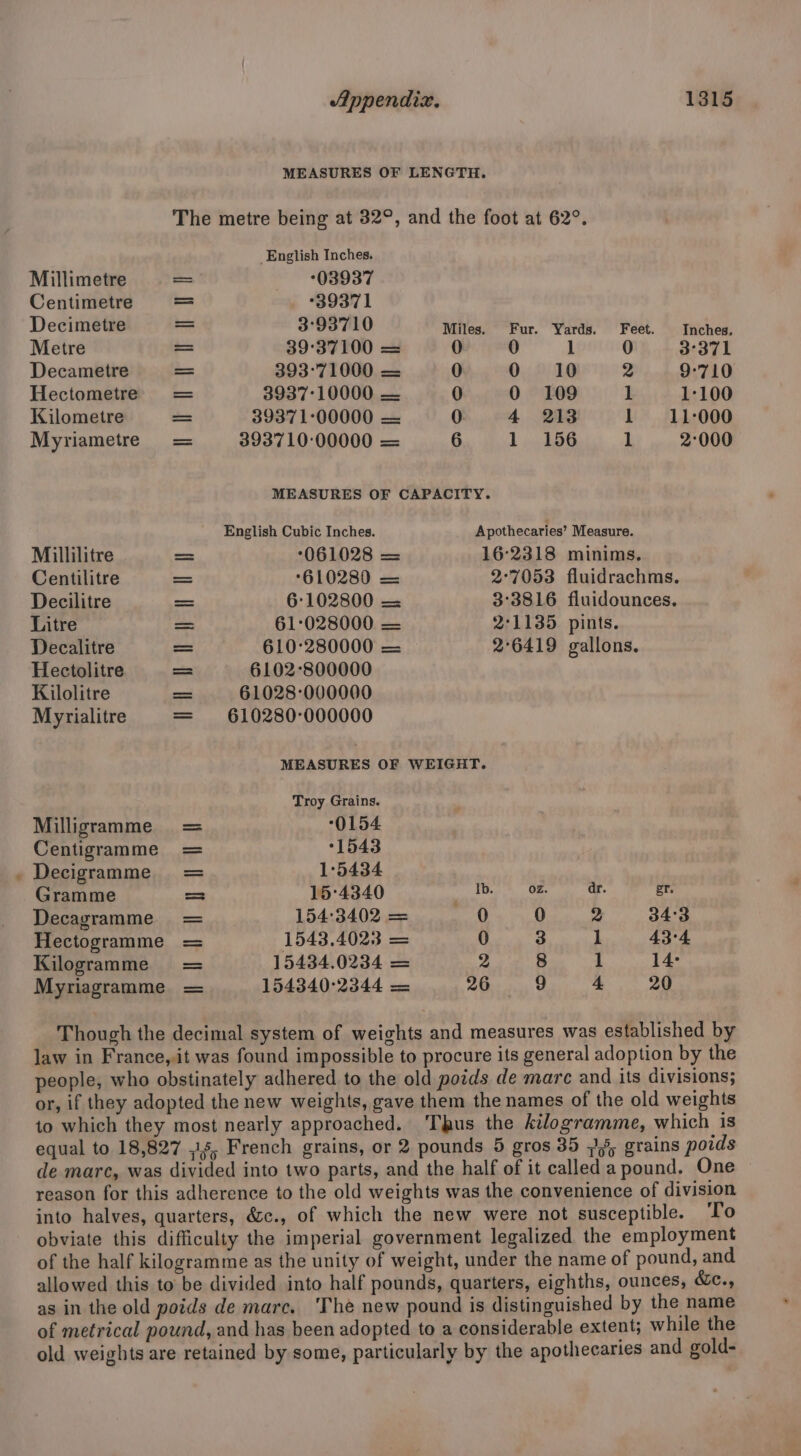 Appendix. 1315
MEASURES OF LENGTH.
The metre being at 32°, and the foot at 62°.
English Inches.
Millimetre = ·03937
Centimetre = ·39371
Decimetre = 3·93710 Miles. Fur. Yards. Feet. Inches.
Metre = 39·37100 = 0 0 1 0 3·371
Decametre = 393·71000 = 0 0 10 2 9·710
Hectometre = 3937·10000 = 0 0 109 1 1·100
Kilometre = 39371·00000 = 0 4 213 1 11·000
Myriametre = 393710·00000 = 6 1 156 1 2·000
MEASURES OF CAPACITY.
English Cubic Inches. Apothecaries’ Measure.
Millilitre = ·061028 = 16·2318 minims.
Centilitre = ·610280 = 2·7053 fluidrachms.
Decilitre = 6·102800 = 3·3816 fluidounces.
Litre = 61·028000 = 2·1135 pints.
Decalitre = 610·280000 = 2·6419 gallons.
Hectolitre = 6102·800000
Kilolitre = 61028·000000
Myrialitre = 610280·000000
MEASURES OF WEIGHT.
Troy Grains.
Milligramme = ·0154
Centigramme = ·1543
Decigramme = 1·5434
Gramme = 15·4340 lb. oz. dr. gr.
Decagramme = 154·3402 = 0 0 2 34·3
Hectogramme = 1543.4023 = 0 3 1 43·4
Kilogramme = 15434.0234 = 2 8 1 14·
Myriagramme = 154340·2344 = 26 9 4 20
Though the decimal system of weights and measures was established by
law in France, it was found impossible to procure its general adoption by the
people, who obstinately adhered to the old poids de marc and its divisions;
or, if they adopted the new weights, gave them the names of the old weights
to which they most nearly approached. Thus the kilogramme, which is
equal to 18,827 French grains, or 2 pounds 5 gros 35 grains poids
de marc, was divided into two parts, and the half of it called a pound. One
reason for this adherence to the old weights was the convenience of division
into halves, quarters, &c., of which the new were not susceptible. To
obviate this difficulty the imperial government legalized the employment
of the half kilogramme as the unity of weight, under the name of pound, and
allowed this to be divided into half pounds, quarters, eighths, ounces, &c.,
as in the old poids de marc. The new pound is distinguished by the name
of metrical pound, and has been adopted to a considerable extent; while the
old weights are retained by some, particularly by the apothecaries and gold-